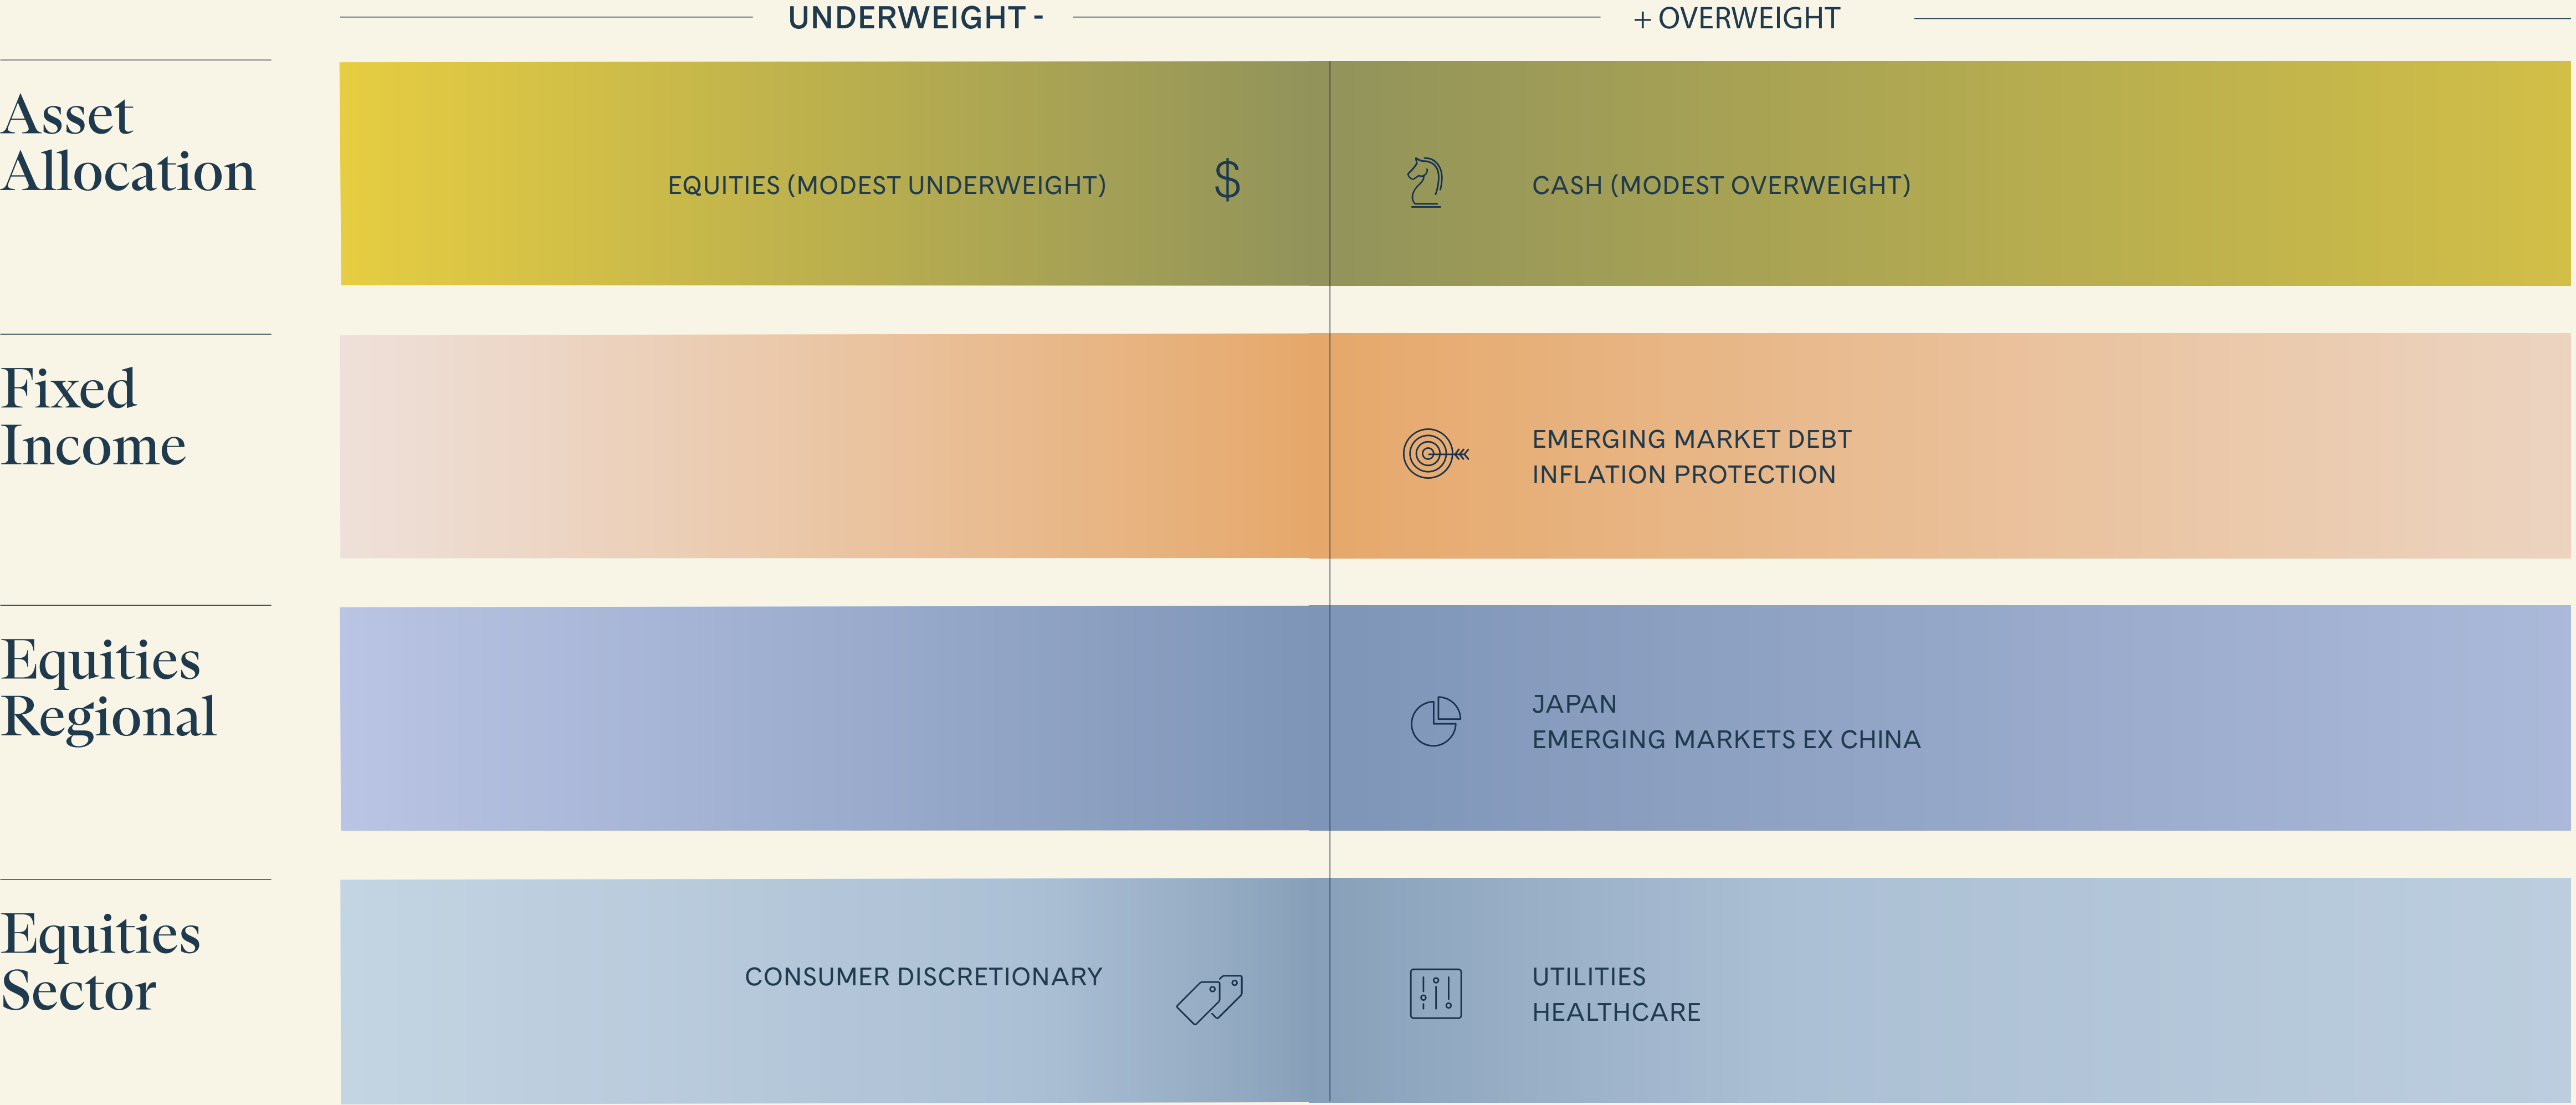 UNDERWEIGHT -
+ OVERWEIGHT
Asset
Allocation
EQUITIES (MODEST UNDERWEIGHT)
$
CASH (MODEST OVERWEIGHT)
Fixed
Income
EMERGING MARKET DEBT
INFLATION PROTECTION
Equities
Regional
JAPAN
EMERGING MARKETS EX CHINA
Equities
Sector
CONSUMER DISCRETIONARY
UTILITIES
HEALTHCARE